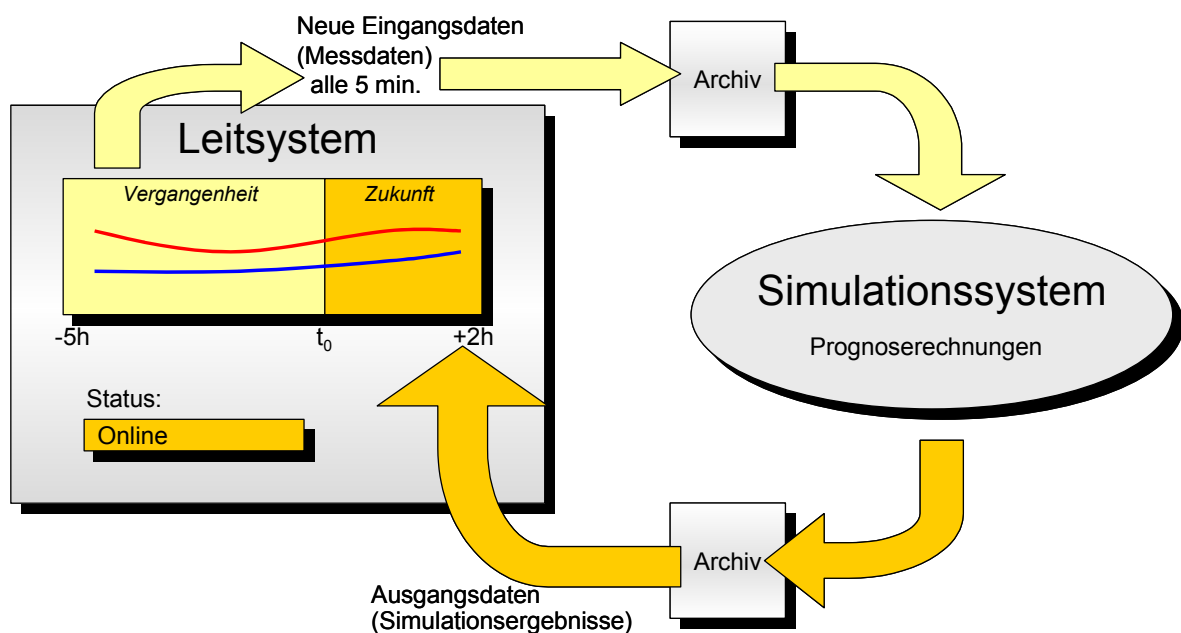 Neue Eingangsdaten
(Messdaten)
alle 5 min.
Archiv
Leitsystem
Vergangenheit
Zukunft
-5h
t₀
+2h
Status:
Online
Simulationssystem
Prognoserechnungen
Archiv
Ausgangsdaten
(Simulationsergebnisse)